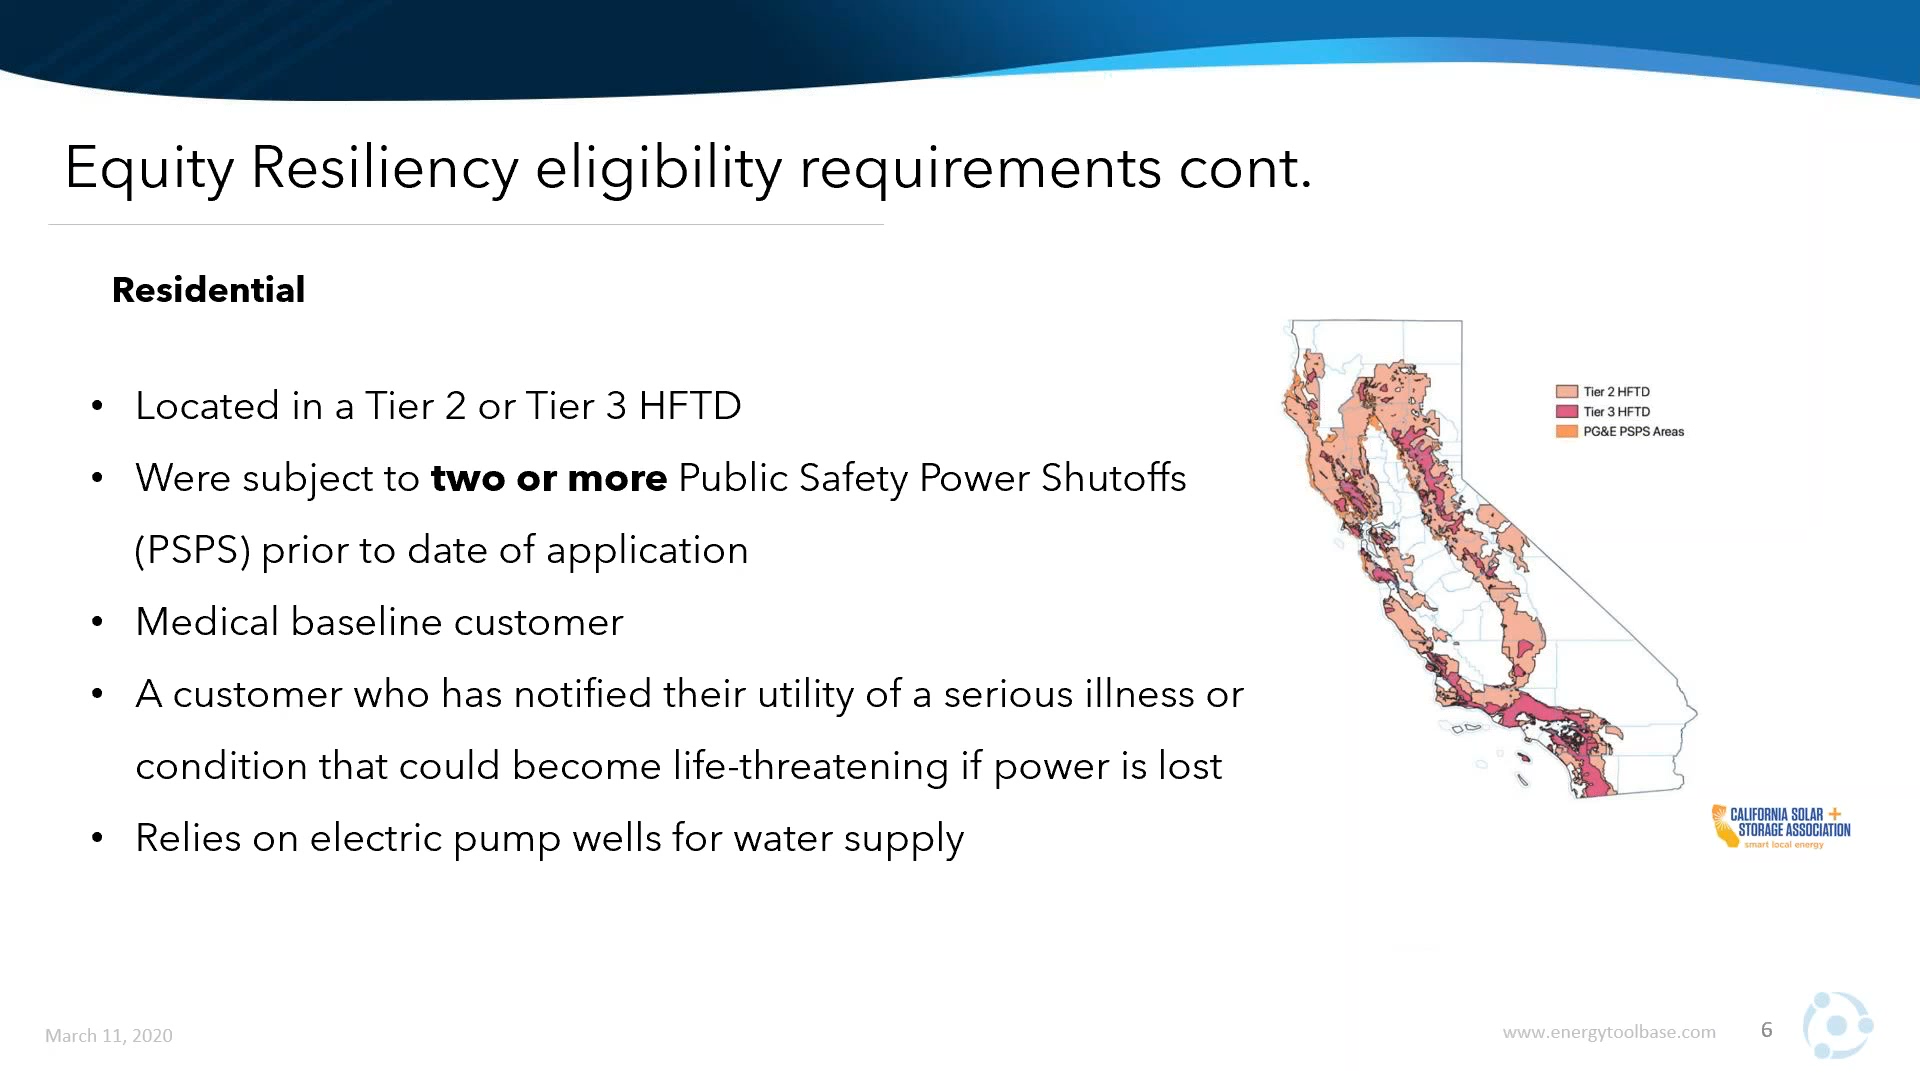 Equity Resiliency eligibility requirements cont.
Residential
• Located in a Tier 2 or Tier 3 HFTD
• Were subject to two or more Public Safety Power Shutoffs
(PSPS) prior to date of application
• Medical baseline customer
• A customer who has notified their utility of a serious illness or
condition that could become life-threatening if power is lost
• Relies on electric pump wells for water supply
Tier 2 HFTD
Tier 3 HFTD
PG&E PSPS Areas
CALIFORNIA SOLAR +
STORAGE ASSOCIATION
smart local energy
March 11, 2020
www.energytoolbase.com
6